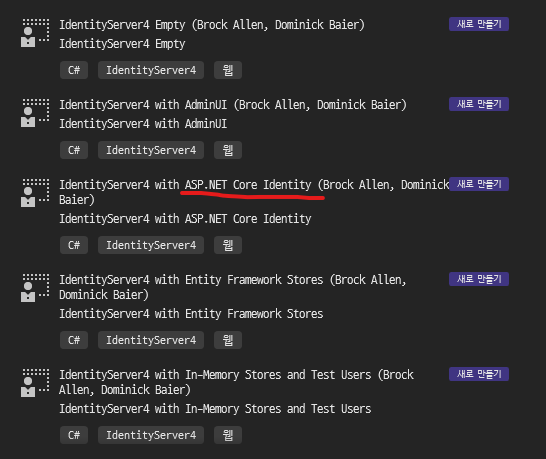 IdentityServer4 Empty (Brock Allen, Dominick Baier)
새로 만들기
IdentityServer4 Empty
C# IdentityServer4 웹
IdentityServer4 with AdminUI (Brock Allen, Dominick Baier)
새로 만들기
IdentityServer4 with AdminUI
C# IdentityServer4 웹
IdentityServer4 with ASP.NET Core Identity (Brock Allen, Dominick
새로 만들기
Baier)
IdentityServer4 with ASP.NET Core Identity
C# IdentityServer4 웹
IdentityServer4 with Entity Framework Stores (Brock Allen,
새로 만들기
Dominick Baier)
IdentityServer4 with Entity Framework Stores
C# IdentityServer4 웹
IdentityServer4 with In-Memory Stores and Test Users (Brock
새로 만들기
Allen, Dominick Baier)
IdentityServer4 with In-Memory Stores and Test Users
C# IdentityServer4 웹